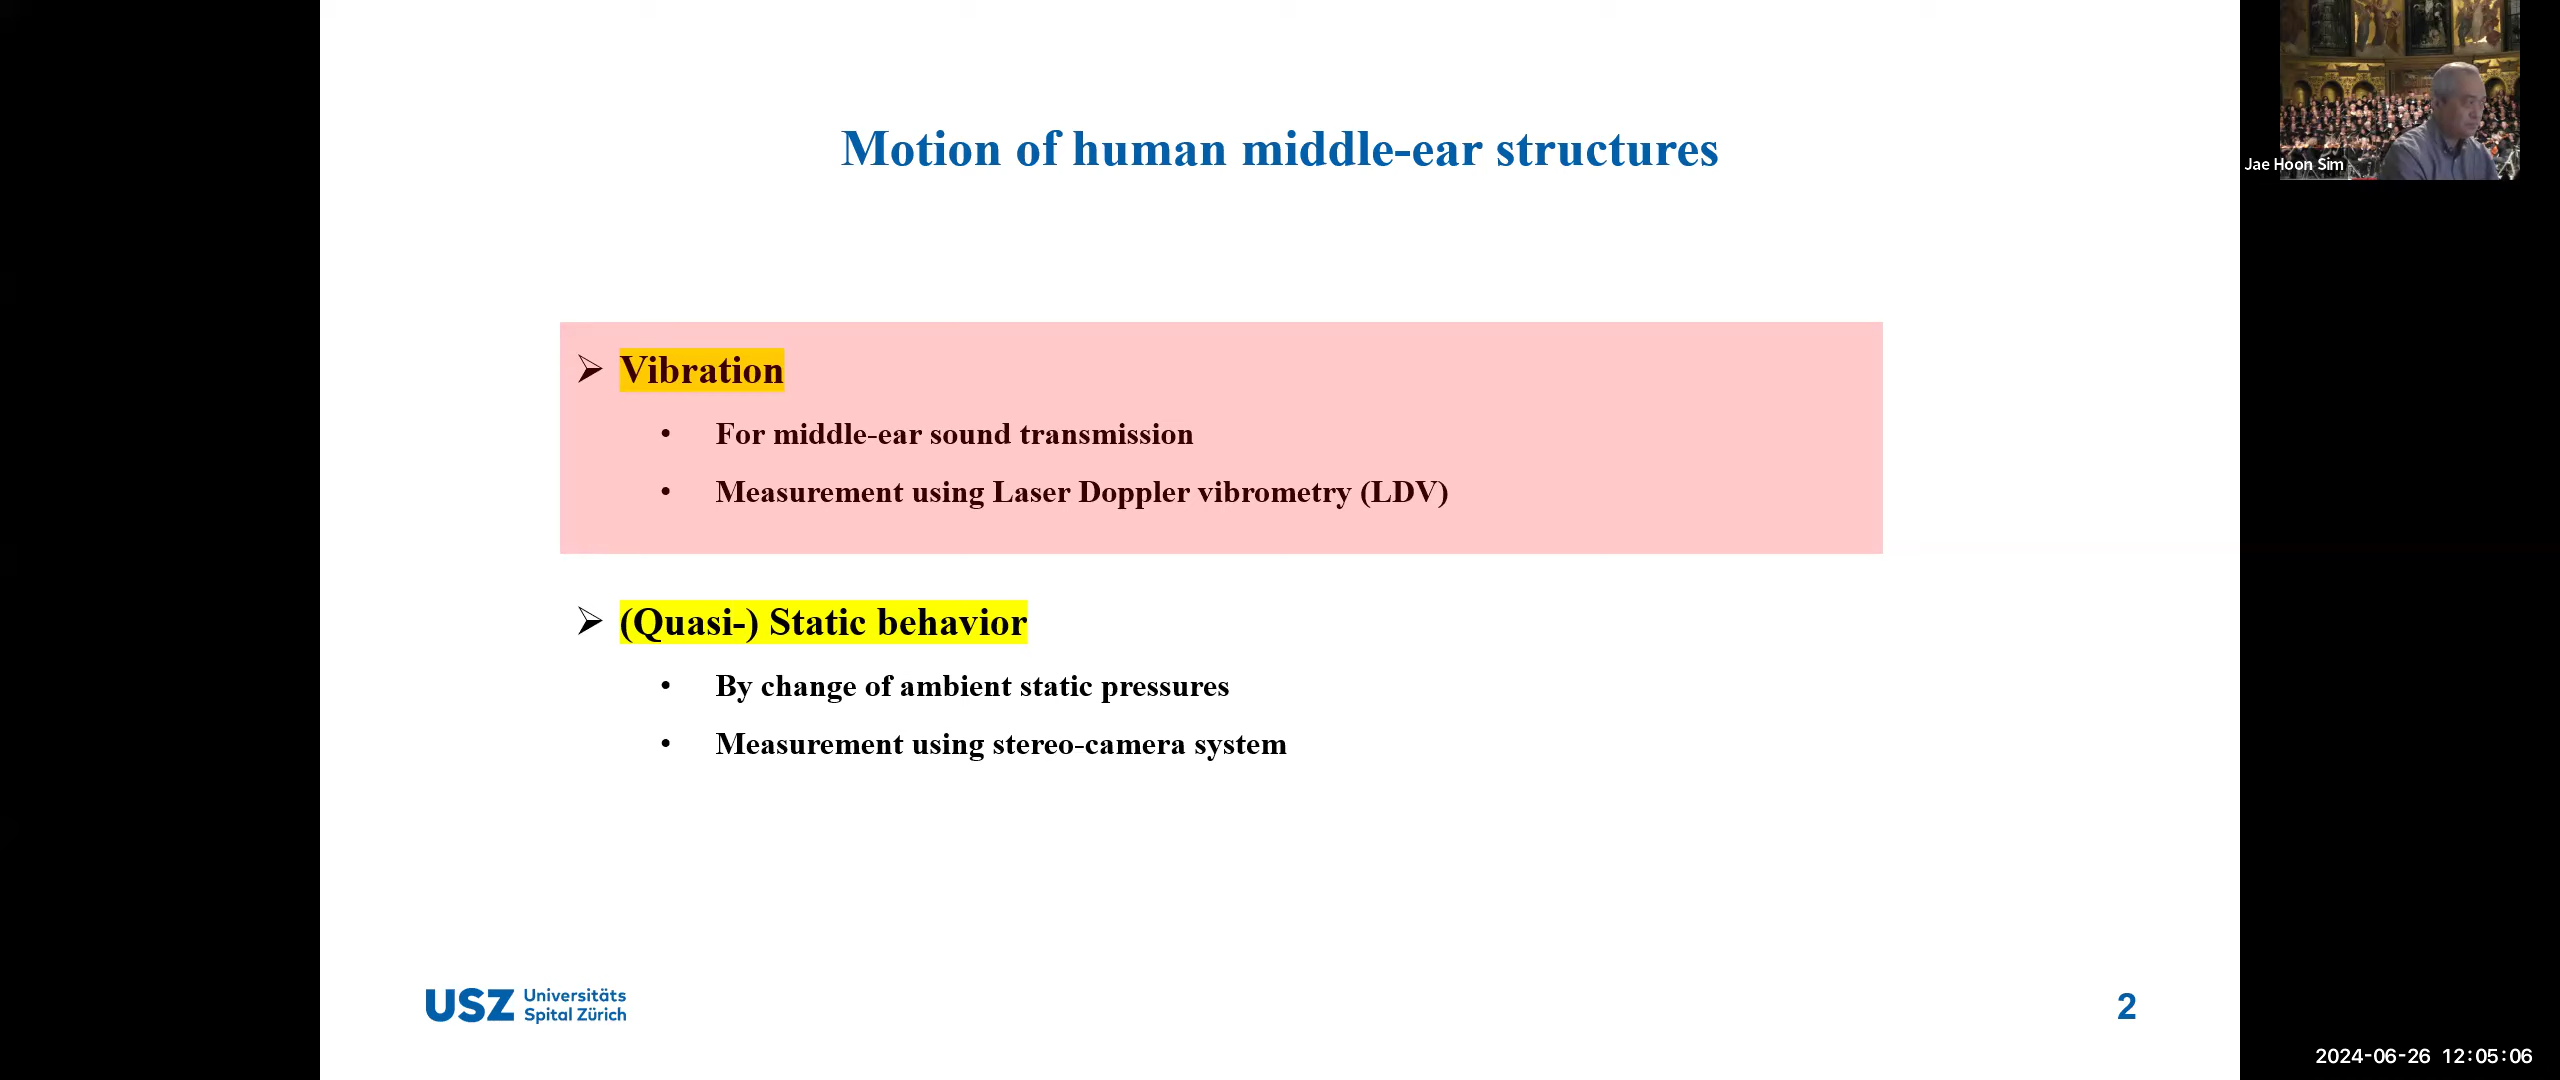 Motion of human middle-ear structures
Jae Hoon Sim
➢ Vibration
• For middle-ear sound transmission
• Measurement using Laser Doppler vibrometry (LDV)
➢ (Quasi-) Static behavior
• By change of ambient static pressures
• Measurement using stereo-camera system
USZ Universitäts
Spital Zürich
2
2024-06-26 12:05:06